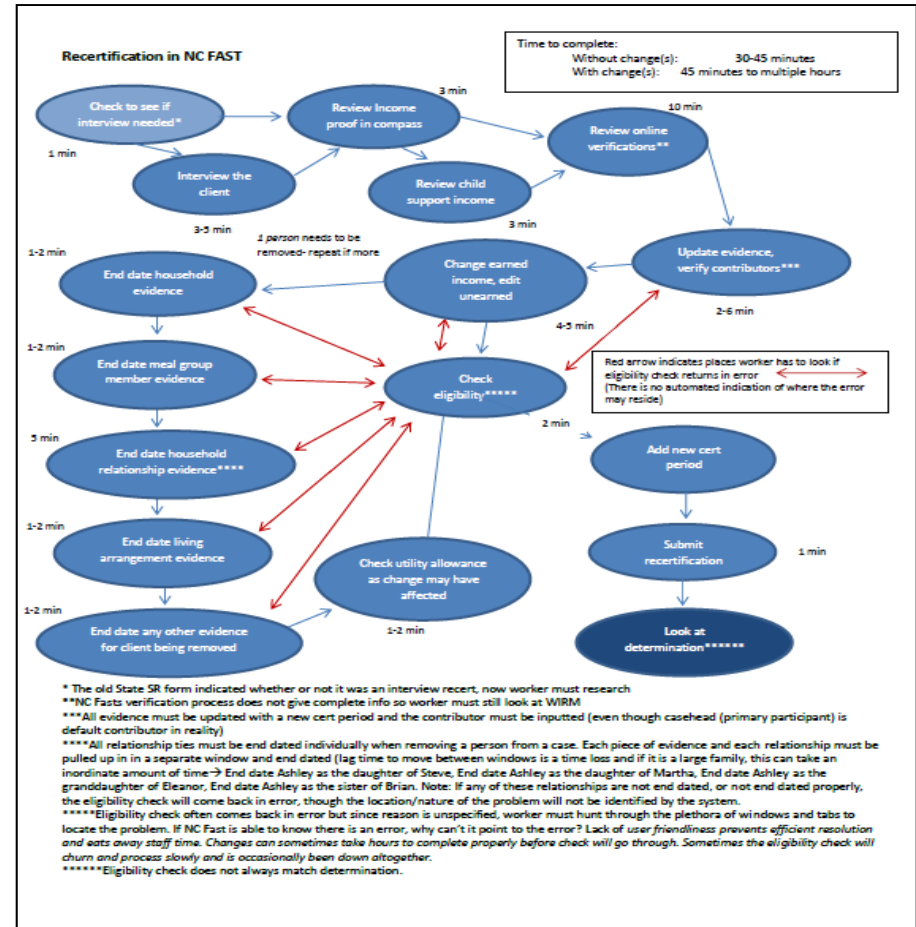 Recertification in NC FAST
Time to complete:
Without change(s): 30-45 minutes
With change(s): 45 minutes to multiple hours
Check to see if
interview needed*
1 min
Interview the
client
3-5 min
Review Income
proof in compass
3 min
Review child
support income
3 min
Review online
verifications**
10 min
Update evidence,
verify contributors***
2-6 min
Change earned
income, edit
unearned
4-5 min
1 person needs to be
removed- repeat if more
1-2 min
End date household
evidence
1-2 min
End date meal group
member evidence
5 min
End date household
relationship evidence****
1-2 min
End date living
arrangement evidence
1-2 min
End date any other evidence
for client being removed
Check utility allowance
as change may have
affected
1-2 min
Check
eligibility*****
2 min
Red arrow indicates places worker has to look if
eligibility check returns in error
(There is no automated indication of where the error
may reside)
Add new cert
period
Submit
recertification
1 min
Look at
determination******
* The old State SR form indicated whether or not it was an interview recert, now worker must research
**NC Fasts verification process does not give complete info so worker must still look at WIRM
***All evidence must be updated with a new cert period and the contributor must be inputted (even though casehead (primary participant) is
default contributor in reality)
****All relationship ties must be end dated individually when removing a person from a case. Each piece of evidence and each relationship must be
pulled up in in a separate window and end dated (lag time to move between windows is a time loss and if it is a large family, this can take an
inordinate amount of time→ End date Ashley as the daughter of Steve, End date Ashley as the daughter of Martha, End date Ashley as the
granddaughter of Eleanor, End date Ashley as the sister of Brian. Note: If any of these relationships are not end dated, or not end dated properly,
the eligibility check will come back in error, though the location/nature of the problem will not be identified by the system.
*****Eligibility check often comes back in error but since reason is unspecified, worker must hunt through the plethora of windows and tabs to
locate the problem. If NC Fast is able to know there is an error, why can't it point to the error? Lack of user friendliness prevents efficient resolution
and eats away staff time. Changes can sometimes take hours to complete properly before check will go through. Sometimes the eligibility check will
churn and process slowly and is occasionally been down altogether.
******Eligibility check does not always match determination.